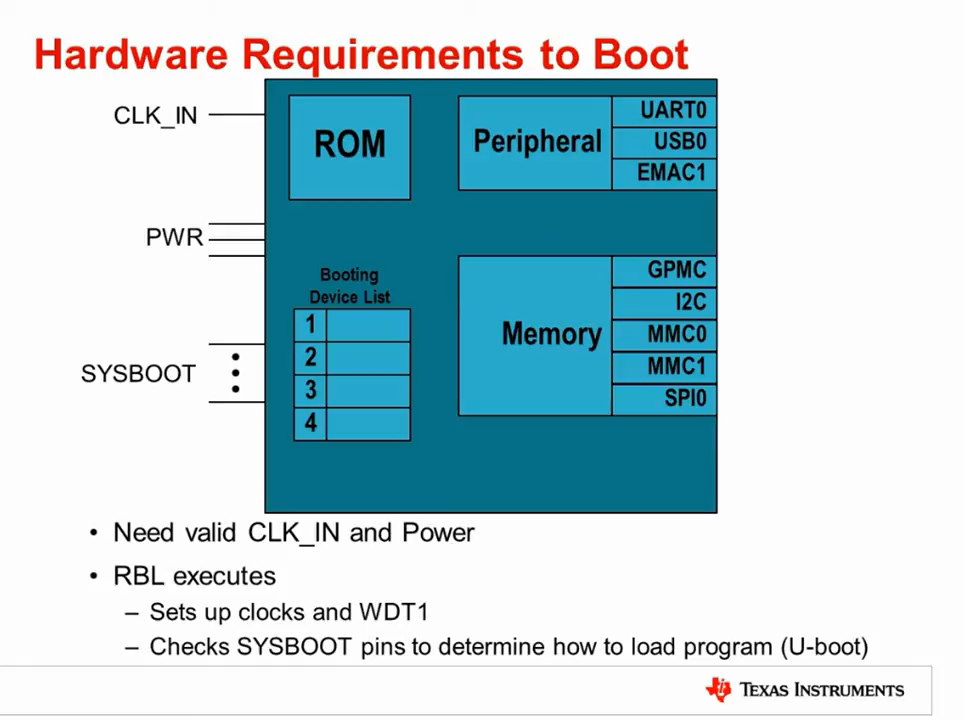 Hardware Requirements to Boot
CLK_IN
ROM
Peripheral
UART0
USB0
EMAC1
PWR
Booting
Device List
1
2
3
4
SYSBOOT
Memory
GPMC
I2C
MMC0
MMC1
SPI0
• Need valid CLK_IN and Power
• RBL executes
– Sets up clocks and WDT1
– Checks SYSBOOT pins to determine how to load program (U-boot)
TEXAS INSTRUMENTS